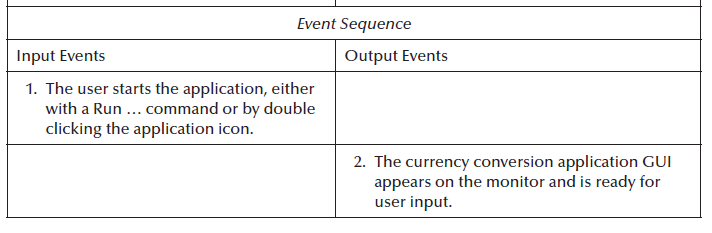 Event Sequence
Input Events
Output Events
1. The user starts the application, either
with a Run … command or by double
clicking the application icon.
2. The currency conversion application GUI
appears on the monitor and is ready for
user input.